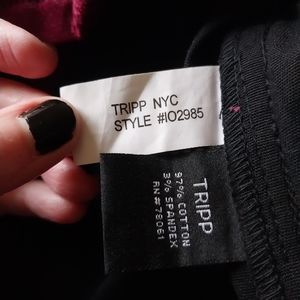 TRIPP NYC
STYLE #IO2985
TRIPP
97% COTTON
3% SPANDEX
RN# 78061